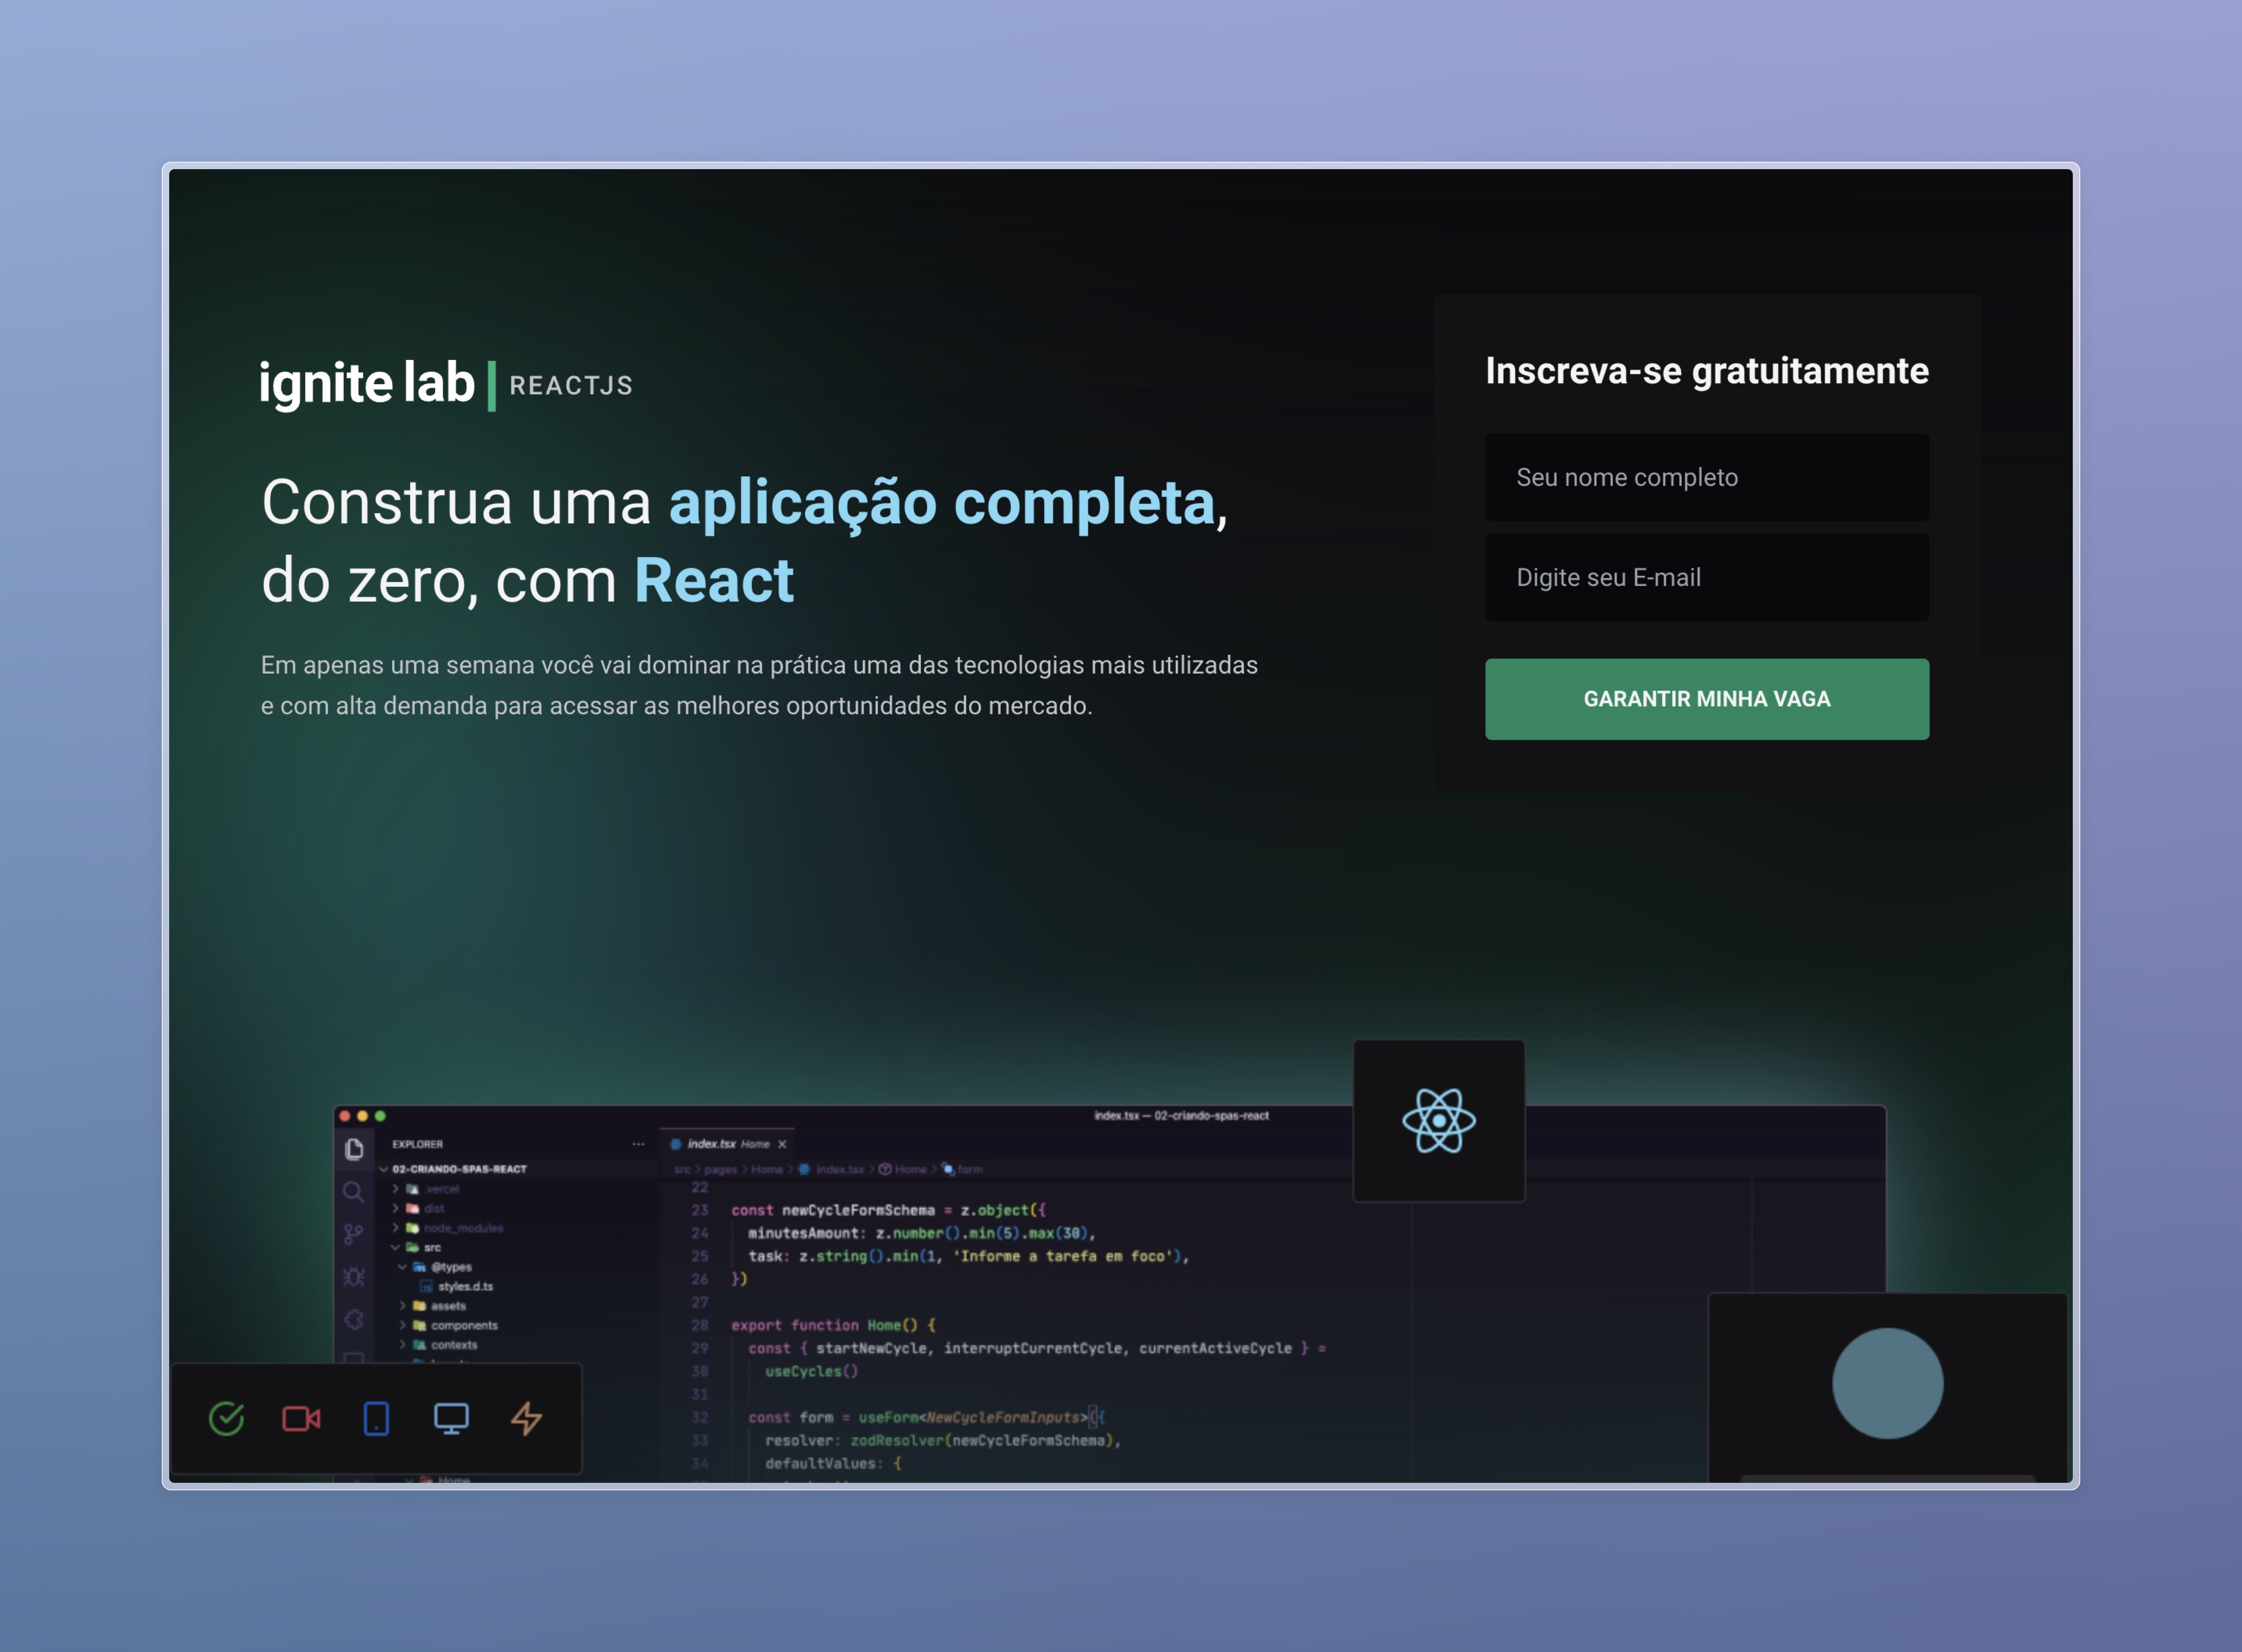 ignite lab | REACTJS
Construa uma aplicação completa,
do zero, com React
Em apenas uma semana você vai dominar na prática uma das tecnologias mais utilizadas
e com alta demanda para acessar as melhores oportunidades do mercado.
Inscreva-se gratuitamente
Seu nome completo
Digite seu E-mail
GARANTIR MINHA VAGA
index.tsx — 02-criando-spas-react
EXPLORER
02-CRIANDO-SPAS-REACT
.vercel
dist
node_modules
src
@types
styles.d.ts
assets
components
contexts
Home
index.tsx Home
src > pages > Home > index.tsx > Home > form
22
23 const newCycleFormSchema = z.object({
24 minutesAmount: z.number().min(5).max(30),
25 task: z.string().min(1, 'Informe a tarefa em foco'),
26 })
27
28 export function Home() {
29 const { startNewCycle, interruptCurrentCycle, currentActiveCycle } =
30 useCycles()
31
32 const form = useForm<NewCycleFormInputs>({
33 resolver: zodResolver(newCycleFormSchema),
34 defaultValues: {